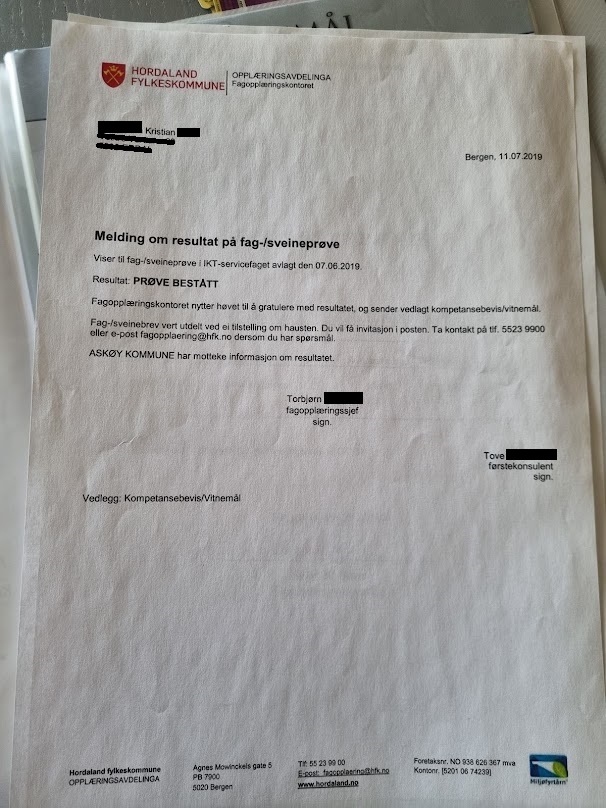 MÅL
HORDALAND
FYLKESKOMMUNE
OPPLÆRINGSAVDELINGA
Fagopplæringskontoret
Kristian
Bergen, 11.07.2019
Melding om resultat på fag-/sveineprøve
Viser til fag-/sveineprøve i IKT-servicefaget avlagt den 07.06.2019.
Resultat: PRØVE BESTÅTT
Fagopplæringskontoret nytter høvet til å gratulere med resultatet, og sender vedlagt kompetansebevis/vitnemål.
Fag-/sveinebrev vert utdelt ved ei tilstelling om hausten. Du vil få invitasjon i posten. Ta kontakt på tlf. 5523 9900
eller e-post fagopplaering@hfk.no dersom du har spørsmål.
ASKØY KOMMUNE har motteke informasjon om resultatet.
Torbjørn
fagopplæringssjef
sign.
Tove
førstekonsulent
sign.
Vedlegg: Kompetansebevis/Vitnemål
Hordaland fylkeskommune
OPPLÆRINGSAVDELINGA
Agnes Mowinckels gate 5
PB 7900
5020 Bergen
Tlf: 55 23 99 00
E-post: fagopplaering@hfk.no
www.hordaland.no
Foretaksnr. NO 938 626 367 mva
Kontonr. [5201 06 74239]
Miljøfyrtårn